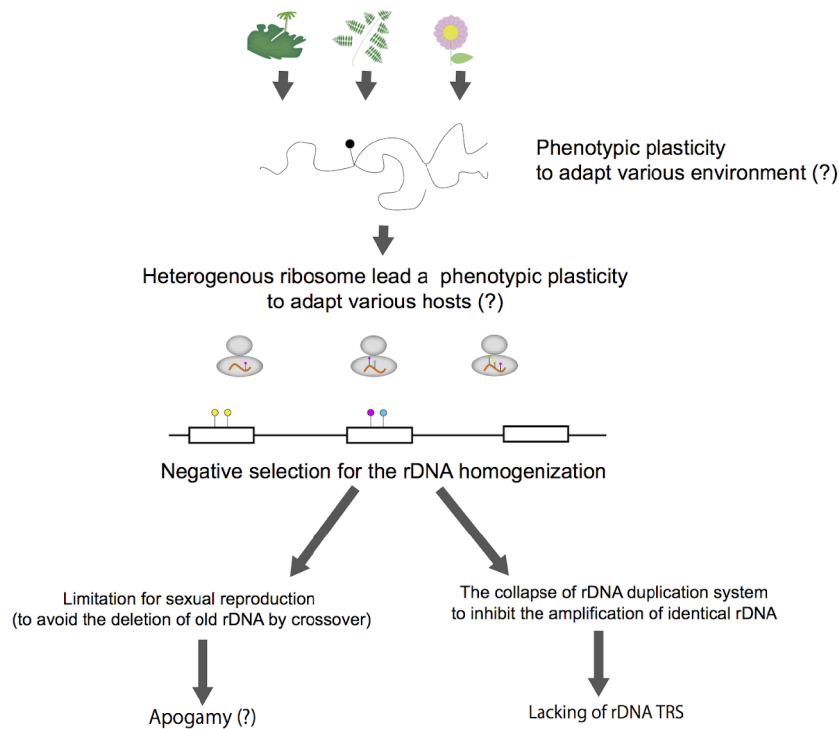 Phenotypic plasticity
to adapt various environment (?)
Heterogenous ribosome lead a phenotypic plasticity
to adapt various hosts (?)
Negative selection for the rDNA homogenization
Limitation for sexual reproduction
(to avoid the deletion of old rDNA by crossover)
The collapse of rDNA duplication system
to inhibit the amplification of identical rDNA
Apogamy (?)
Lacking of rDNA TRS